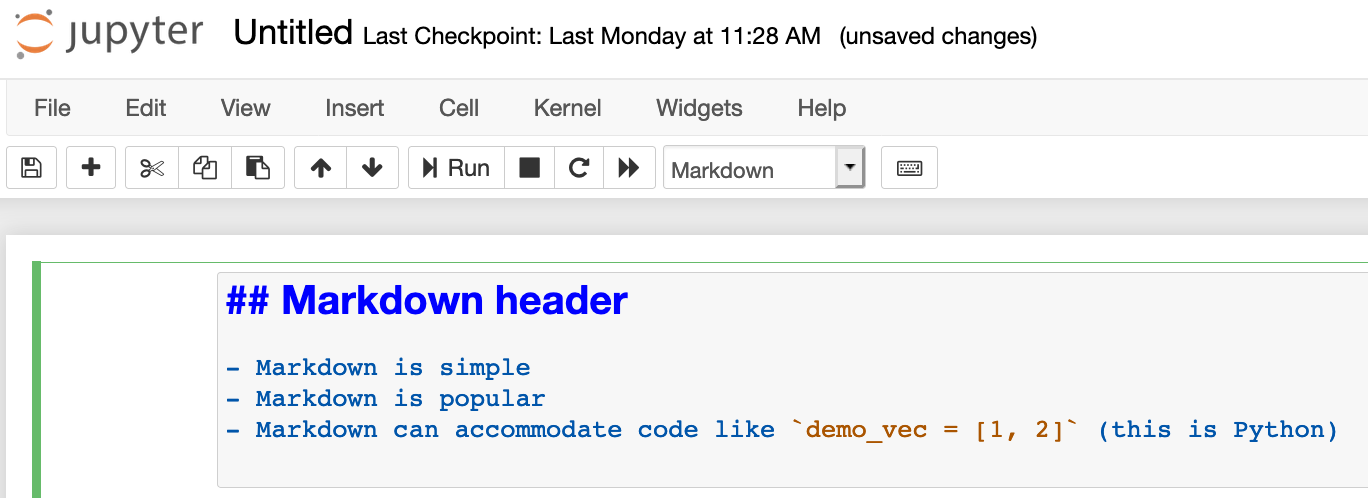 jupyter Untitled Last Checkpoint: Last Monday at 11:28 AM (unsaved changes)
File Edit View Insert Cell Kernel Widgets Help
Run Markdown
## Markdown header
- Markdown is simple
- Markdown is popular
- Markdown can accommodate code like `demo_vec = [1, 2]` (this is Python)